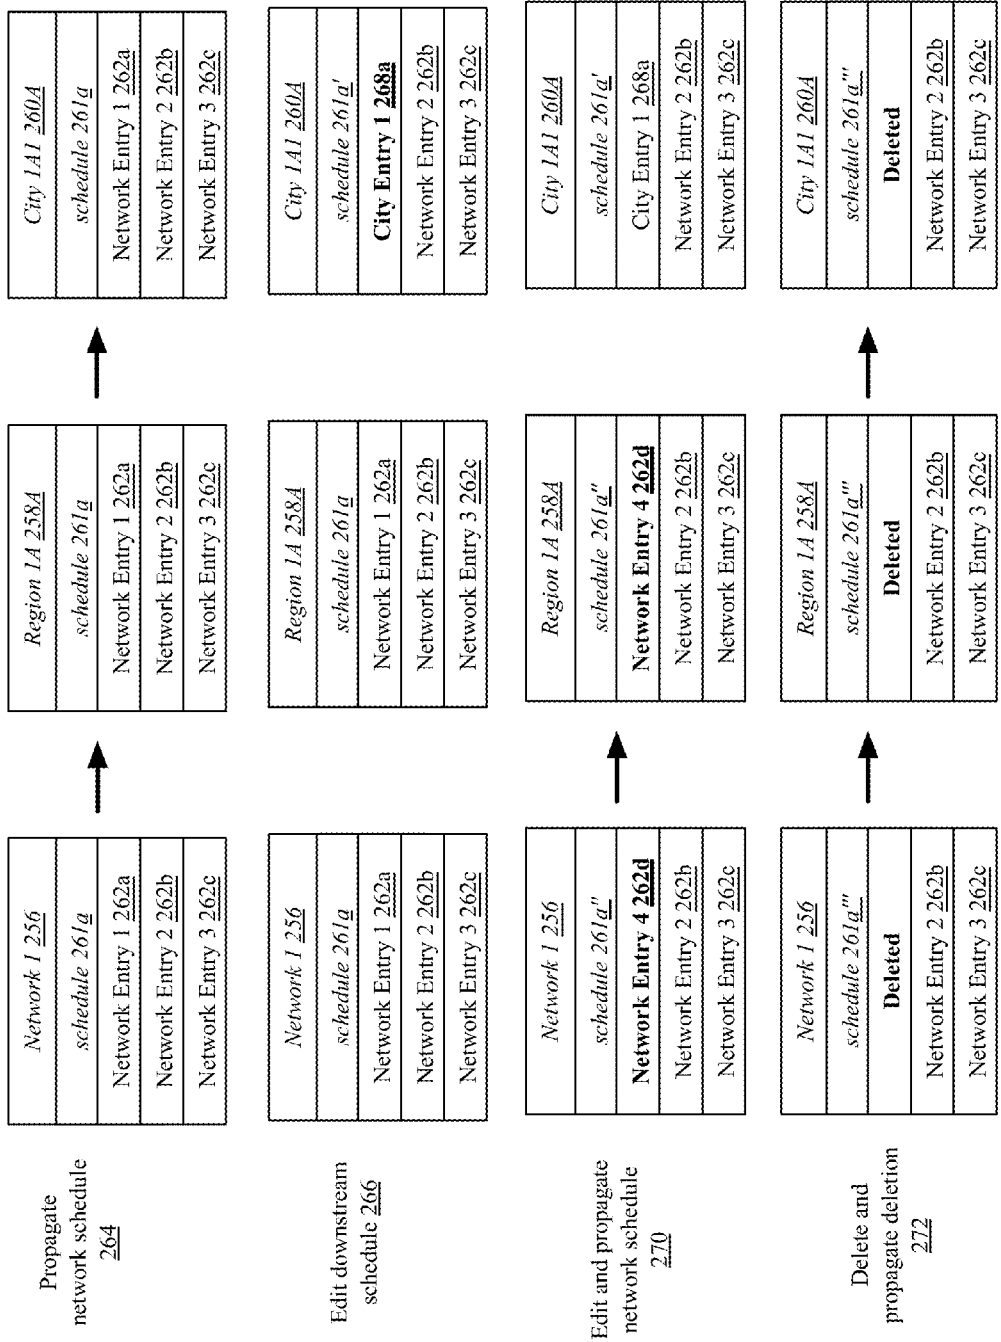 Propagate
network schedule
264
Network 1 256
schedule 261a
Network Entry 1 262a
Network Entry 2 262b
Network Entry 3 262c
Region 1A 258A
schedule 261a
Network Entry 1 262a
Network Entry 2 262b
Network Entry 3 262c
City 1A1 260A
schedule 261a
Network Entry 1 262a
Network Entry 2 262b
Network Entry 3 262c
Edit downstream
schedule 266
Network 1 256
schedule 261a
Network Entry 1 262a
Network Entry 2 262b
Network Entry 3 262c
Region 1A 258A
schedule 261a
Network Entry 1 262a
Network Entry 2 262b
Network Entry 3 262c
City 1A1 260A
schedule 261a'
City Entry 1 268a
Network Entry 2 262b
Network Entry 3 262c
Edit and propagate
network schedule
270
Network 1 256
schedule 261a"
Network Entry 4 262d
Network Entry 2 262b
Network Entry 3 262c
Region 1A 258A
schedule 261a"
Network Entry 4 262d
Network Entry 2 262b
Network Entry 3 262c
City 1A1 260A
schedule 261a'
City Entry 1 268a
Network Entry 2 262b
Network Entry 3 262c
Delete and
propagate deletion
272
Network 1 256
schedule 261a'''
Deleted
Network Entry 2 262b
Network Entry 3 262c
Region 1A 258A
schedule 261a'''
Deleted
Network Entry 2 262b
Network Entry 3 262c
City 1A1 260A
schedule 261a'''
Deleted
Network Entry 2 262b
Network Entry 3 262c